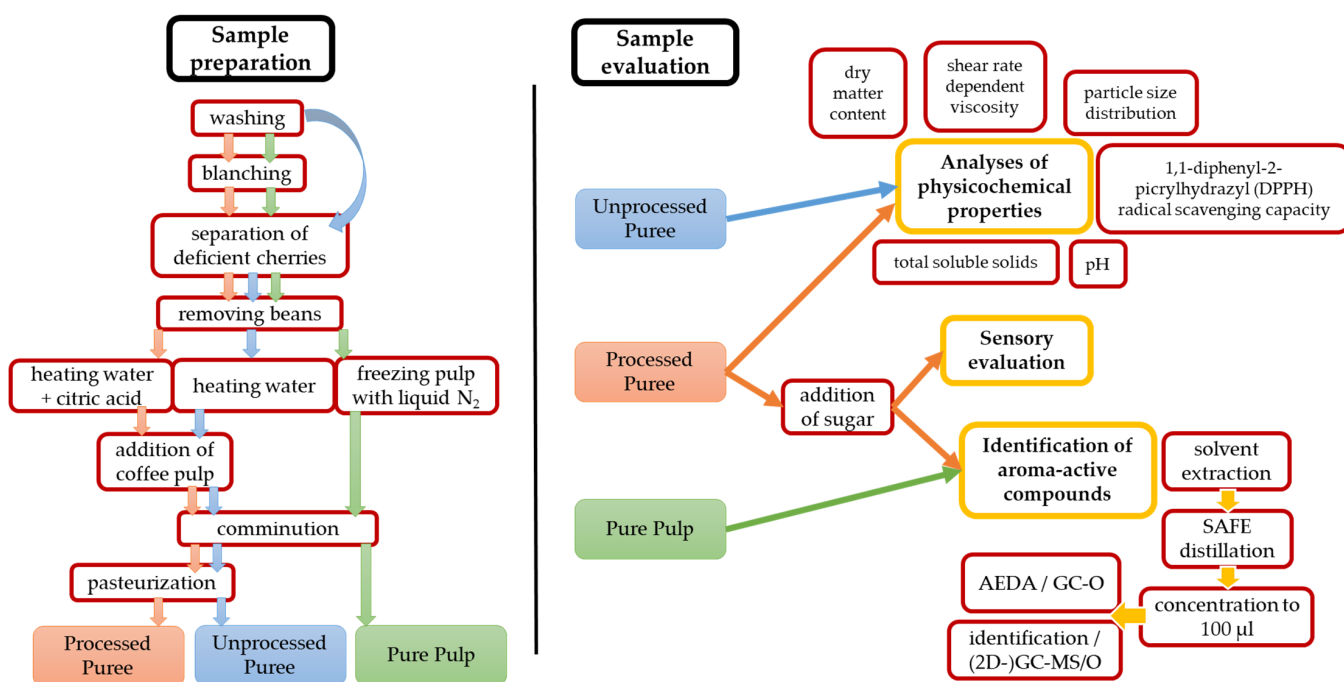 Sample
preparation
washing
blanching
separation of
deficient cherries
removing beans
heating water
+ citric acid
heating water
freezing pulp
with liquid N₂
addition of
coffee pulp
comminution
pasteurization
Processed
Puree
Unprocessed
Puree
Pure Pulp
Sample
evaluation
dry
matter
content
shear rate
dependent
viscosity
particle size
distribution
Analyses of
physicochemical
properties
1,1-diphenyl-2-
picrylhydrazyl (DPPH)
radical scavenging capacity
total soluble solids
pH
Unprocessed
Puree
Processed
Puree
addition
of sugar
Sensory
evaluation
Identification of
aroma-active
compounds
Pure Pulp
solvent
extraction
SAFE
distillation
concentration to
100 µl
AEDA / GC-O
identification /
(2D-)GC-MS/O